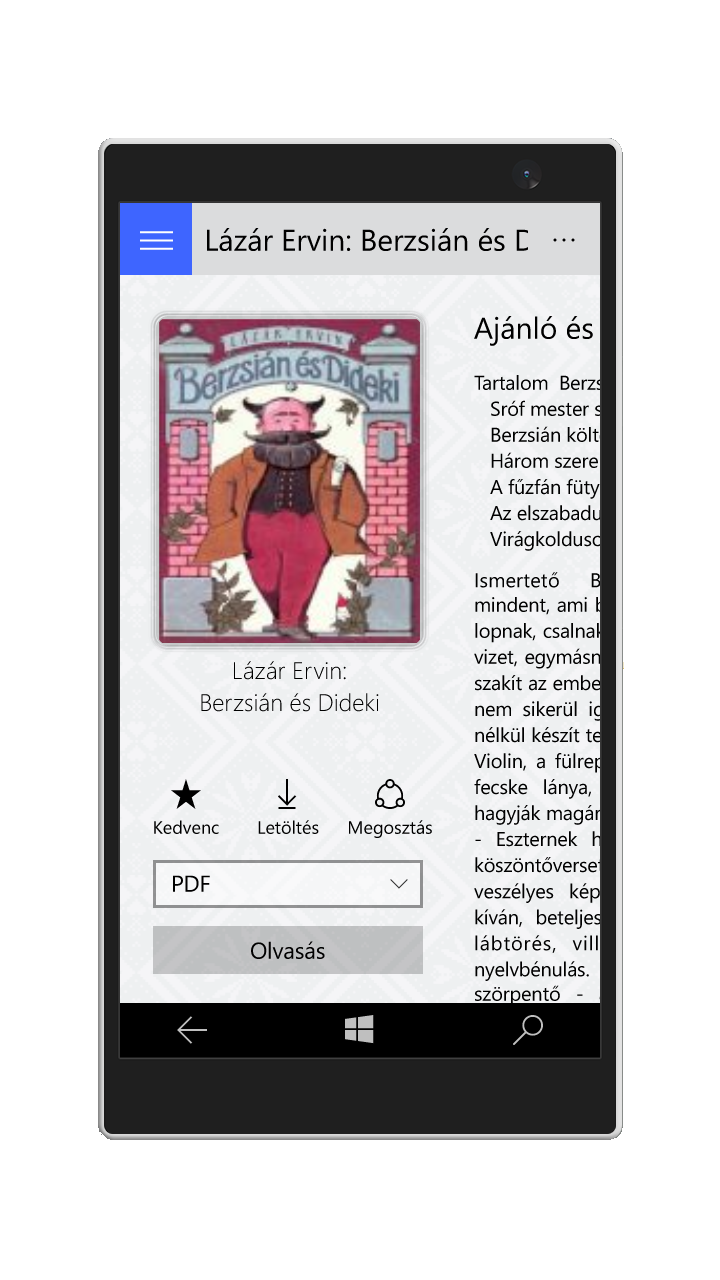 Lázár Ervin: Berzsián és D
LÁZÁR ERVIN
Berzsián és Dideki
Lázár Ervin:
Berzsián és Dideki
Kedvenc Letöltés Megosztás
PDF
Olvasás
Ajánló és
Tartalom Berzs
Sróf mester s
Berzsián költ
Három szere
A fűzfán füty
Az elszabadu
Virágkoldusc
Ismertető B
mindent, ami b
lopnak, csalnak
vizet, egymásn
szakít az embe
nem sikerül ig
nélkül készít te
Violin, a fülrep
fecske lánya,
hagyják magár
- Eszternek h
köszöntőverset
veszélyes kép
kíván, beteljes
lábtörés, vill
nyelvbénulás.
szörpentő -